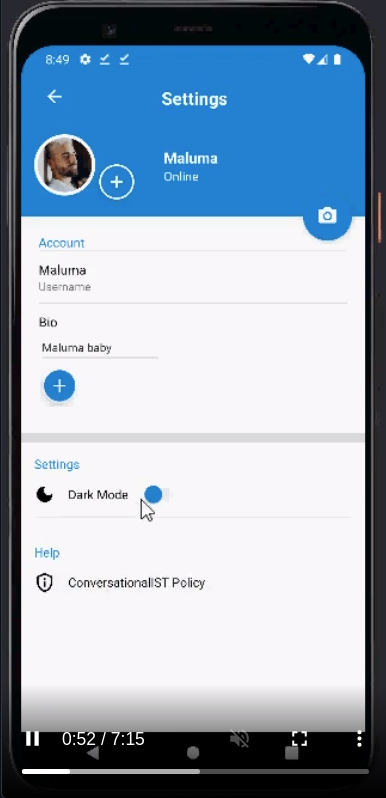 8:49
Settings
Maluma
Online
Account
Maluma
Username
Bio
Maluma baby
Settings
Dark Mode
Help
ConversationalIST Policy
0:52 / 7:15